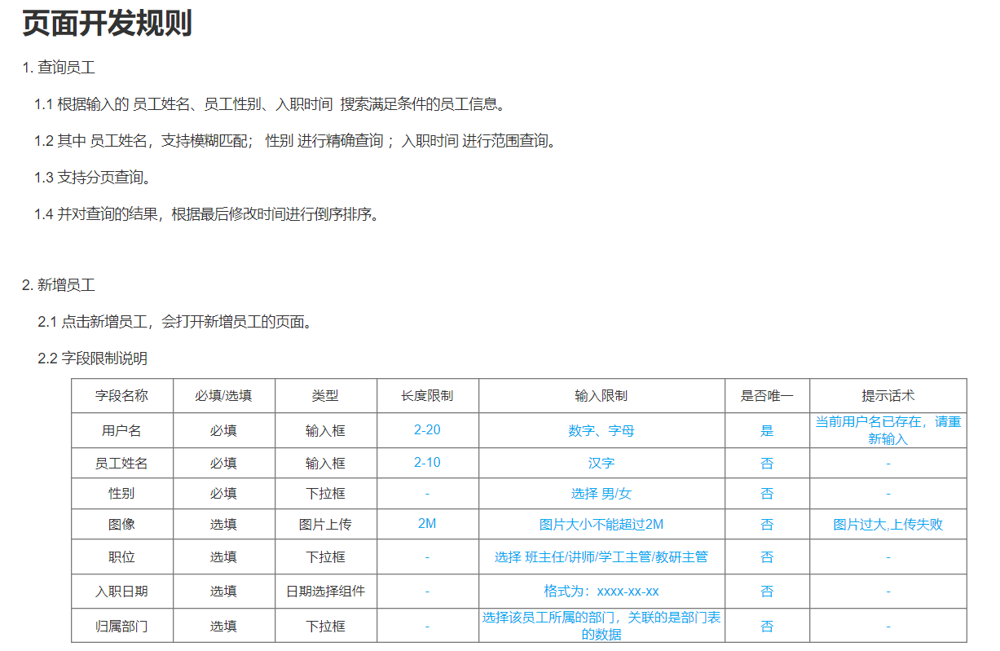 页面开发规则
1. 查询员工
1.1 根据输入的 员工姓名、员工性别、入职时间 搜索满足条件的员工信息。
1.2 其中 员工姓名，支持模糊匹配； 性别 进行精确查询 ；入职时间 进行范围查询。
1.3 支持分页查询。
1.4 并对查询的结果，根据最后修改时间进行倒序排序。
2. 新增员工
2.1 点击新增员工，会打开新增员工的页面。
2.2 字段限制说明
字段名称 必填/选填 类型 长度限制 输入限制 是否唯一 提示话术
用户名 必填 输入框 2-20 数字、字母 是 当前用户名已存在，请重
新输入
员工姓名 必填 输入框 2-10 汉字 否 -
性别 必填 下拉框 - 选择 男/女 否 -
图像 选填 图片上传 2M 图片大小不能超过2M 否 图片过大,上传失败
职位 选填 下拉框 - 选择 班主任/讲师/学工主管/教研主管 否 -
入职日期 选填 日期选择组件 - 格式为：xxxx-xx-xx 否 -
归属部门 选填 下拉框 - 选择该员工所属的部门，关联的是部门表
的数据 否 -